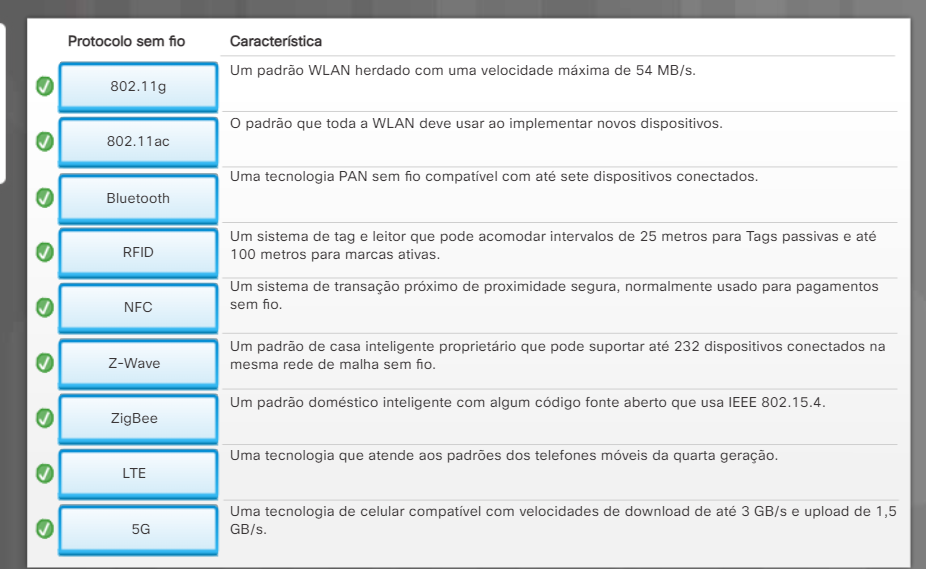 Protocolo sem fio Característica
802.11g Um padrão WLAN herdado com uma velocidade máxima de 54 MB/s.
802.11ac O padrão que toda a WLAN deve usar ao implementar novos dispositivos.
Bluetooth Uma tecnologia PAN sem fio compatível com até sete dispositivos conectados.
RFID Um sistema de tag e leitor que pode acomodar intervalos de 25 metros para Tags passivas e até
100 metros para marcas ativas.
NFC Um sistema de transação próximo de proximidade segura, normalmente usado para pagamentos
sem fio.
Z-Wave Um padrão de casa inteligente proprietário que pode suportar até 232 dispositivos conectados na
mesma rede de malha sem fio.
ZigBee Um padrão doméstico inteligente com algum código fonte aberto que usa IEEE 802.15.4.
LTE Uma tecnologia que atende aos padrões dos telefones móveis da quarta geração.
5G Uma tecnologia de celular compatível com velocidades de download de até 3 GB/s e upload de 1,5
GB/s.